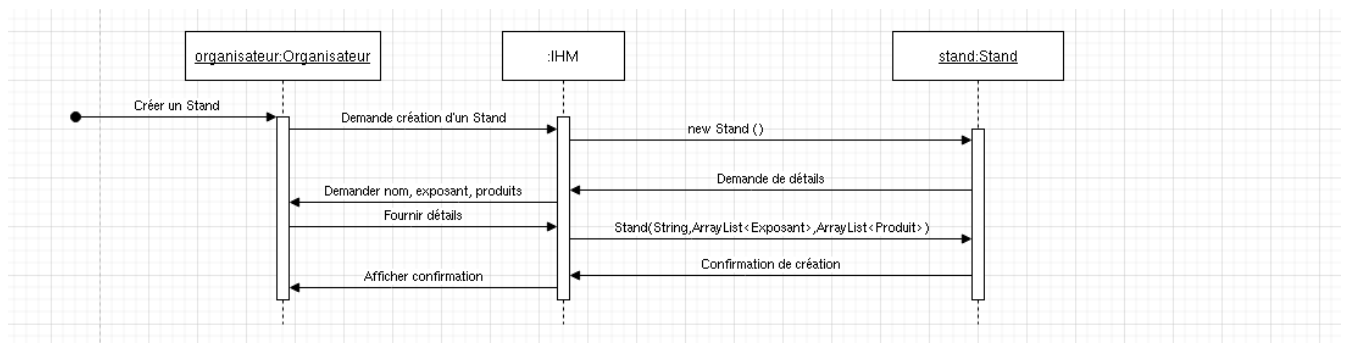 organisateur:Organisateur
:IHM
stand:Stand
Créer un Stand
Demande création d'un Stand
new Stand ()
Demande de détails
Demander nom, exposant, produits
Fournir détails
Stand(String,ArrayList<Exposant>,ArrayList<Produit>)
Confirmation de création
Afficher confirmation